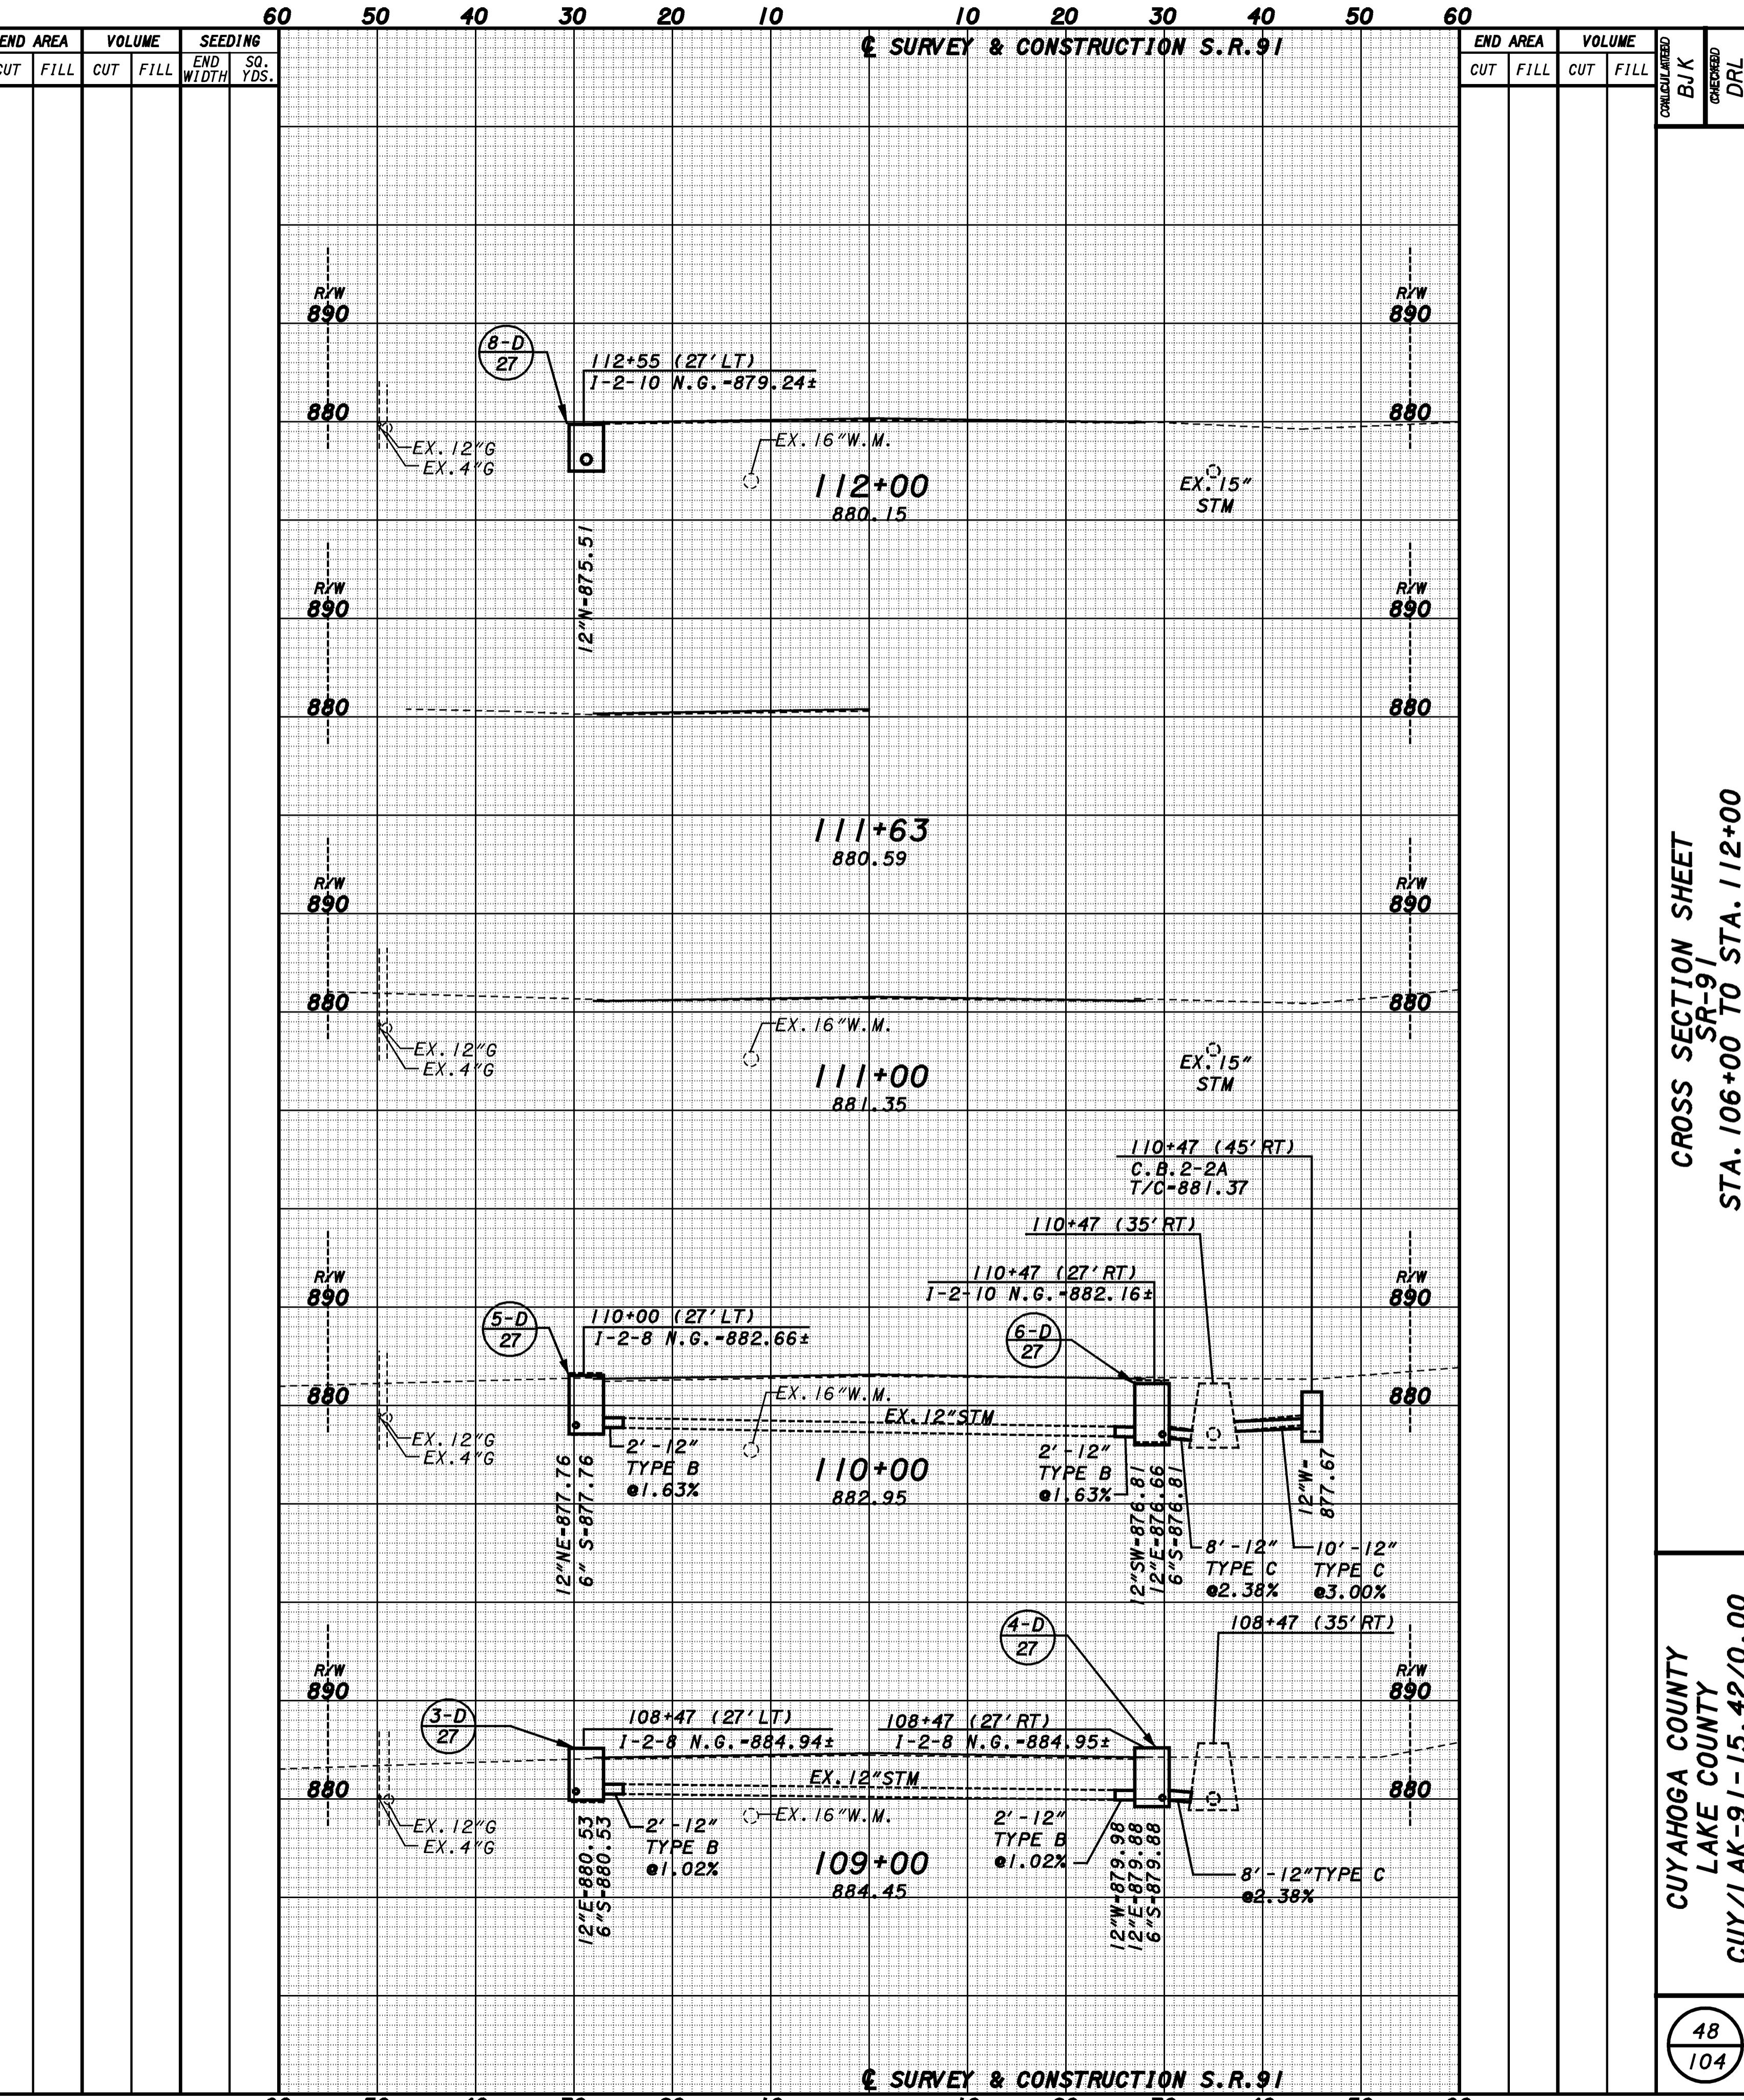 60 50 40 30 20 10 10 20 30 40 50 60
END AREA VOLUME SEEDING
CUT FILL CUT FILL END WIDTH SQ. YDS.
℄ SURVEY & CONSTRUCTION S.R.91
END AREA VOLUME
CUT FILL CUT FILL
CALCULATED
BJK
CHECKED
DRL
R/W
890
R/W
890
8-D
27
112+55 (27' LT)
I-2-10 N.G.=879.24±
880
880
EX. 12"G
EX. 4"G
EX. 16"W.M.
112+00
880.15
EX. 15"
STM
12"N=875.51
R/W
890
R/W
890
880
880
111+63
880.59
R/W
890
R/W
890
880
880
EX. 12"G
EX. 4"G
EX. 16"W.M.
111+00
881.35
EX. 15"
STM
110+47 (45' RT)
C.B.2-2A
T/C=881.37
110+47 (35' RT)
110+47 (27' RT)
I-2-10 N.G.=882.16±
R/W
890
R/W
890
5-D
27
110+00 (27' LT)
I-2-8 N.G.=882.66±
6-D
27
880
880
EX. 12"G
EX. 4"G
EX. 16"W.M.
EX. 12"STM
2'-12"
TYPE B
@1.63%
110+00
882.95
2'-12"
TYPE B
@1.63%
12"NE=877.76
6" S=877.76
12"SW=876.81
12"E=876.66
6"S=876.81
12"W=
877.67
8'-12"
TYPE C
@2.38%
10'-12"
TYPE C
@3.00%
4-D
27
108+47 (35' RT)
R/W
890
R/W
890
3-D
27
108+47 (27' LT)
I-2-8 N.G.=884.94±
108+47 (27' RT)
I-2-8 N.G.=884.95±
880
880
EX. 12"STM
EX. 12"G
EX. 4"G
EX. 16"W.M.
2'-12"
TYPE B
@1.02%
109+00
884.45
2'-12"
TYPE B
@1.02%
12"E=880.53
6"S=880.53
12"W=879.98
12"E=879.88
6"S=879.88
8'-12"TYPE C
@2.38%
℄ SURVEY & CONSTRUCTION S.R.91
CROSS SECTION SHEET
SR-91
STA. 106+00 TO STA. 112+00
CUYAHOGA COUNTY
LAKE COUNTY
CUY/LAK-91-15.42/0.00
48
104